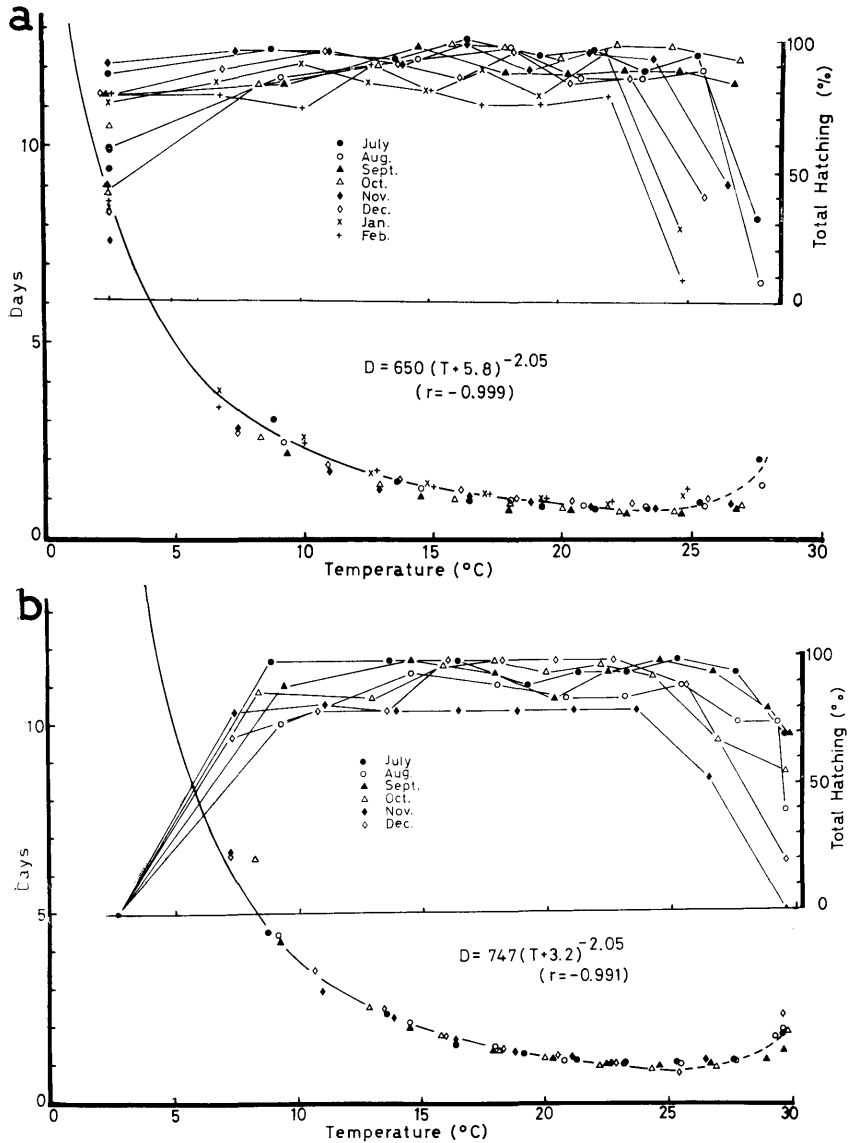 a
100
50
0
Total Hatching (%)
July
Aug.
Sept.
Oct.
Nov.
Dec.
Jan.
Feb.
10
5
0
Days
D = 650 (T+5.8)-2.05
(r= -0.999)
0 5 10 15 20 25 30
Temperature (°C)
b
100
50
0
Total Hatching (%)
July
Aug.
Sept.
Oct.
Nov.
Dec.
10
5
0
Days
D= 747(T+3.2)-2.05
(r=-0.991)
0 5 10 15 20 25 30
Temperature (°C)